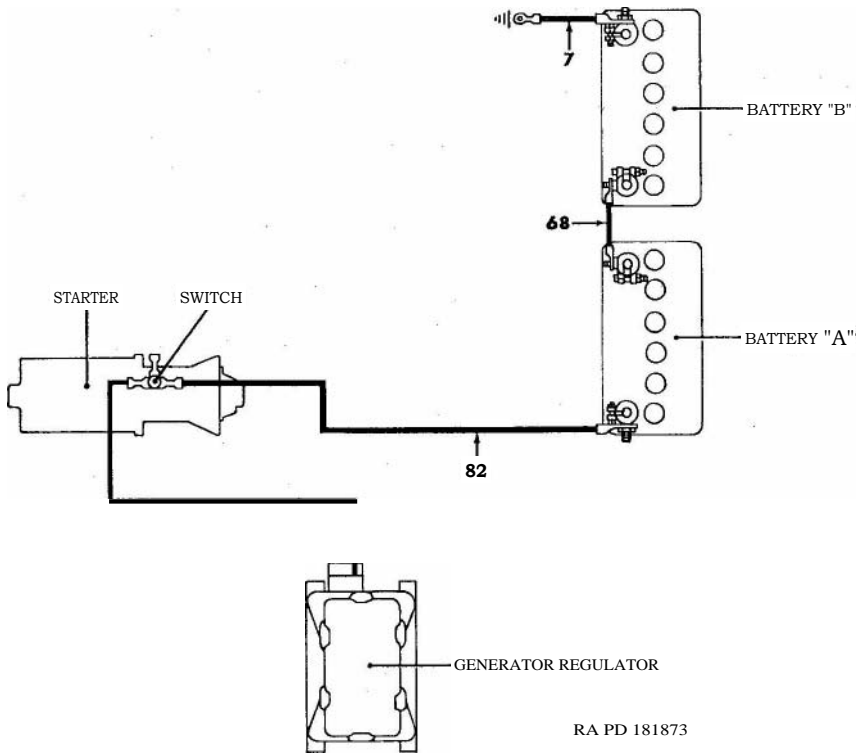 7
BATTERY "B"
68
STARTER
SWITCH
BATTERY "A"
82
GENERATOR REGULATOR
RA PD 181873